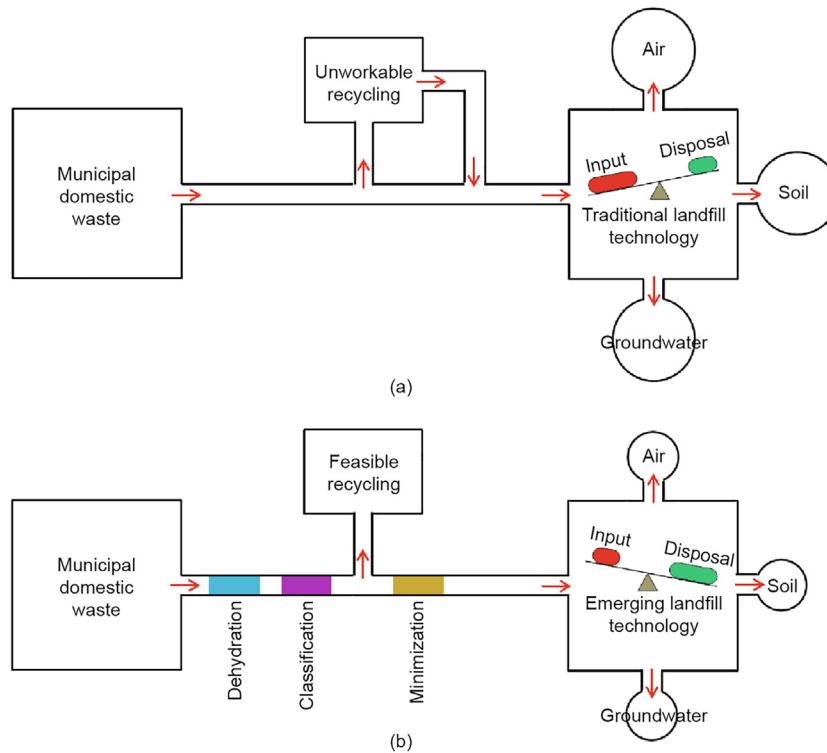 Air
Unworkable
recycling
Municipal
domestic
waste
Input
Disposal
Soil
Traditional landfill
technology
Groundwater
(a)
Feasible
recycling
Air
Municipal
domestic
waste
Input
Disposal
Soil
Emerging landfill
technology
Dehydration
Classification
Minimization
Groundwater
(b)